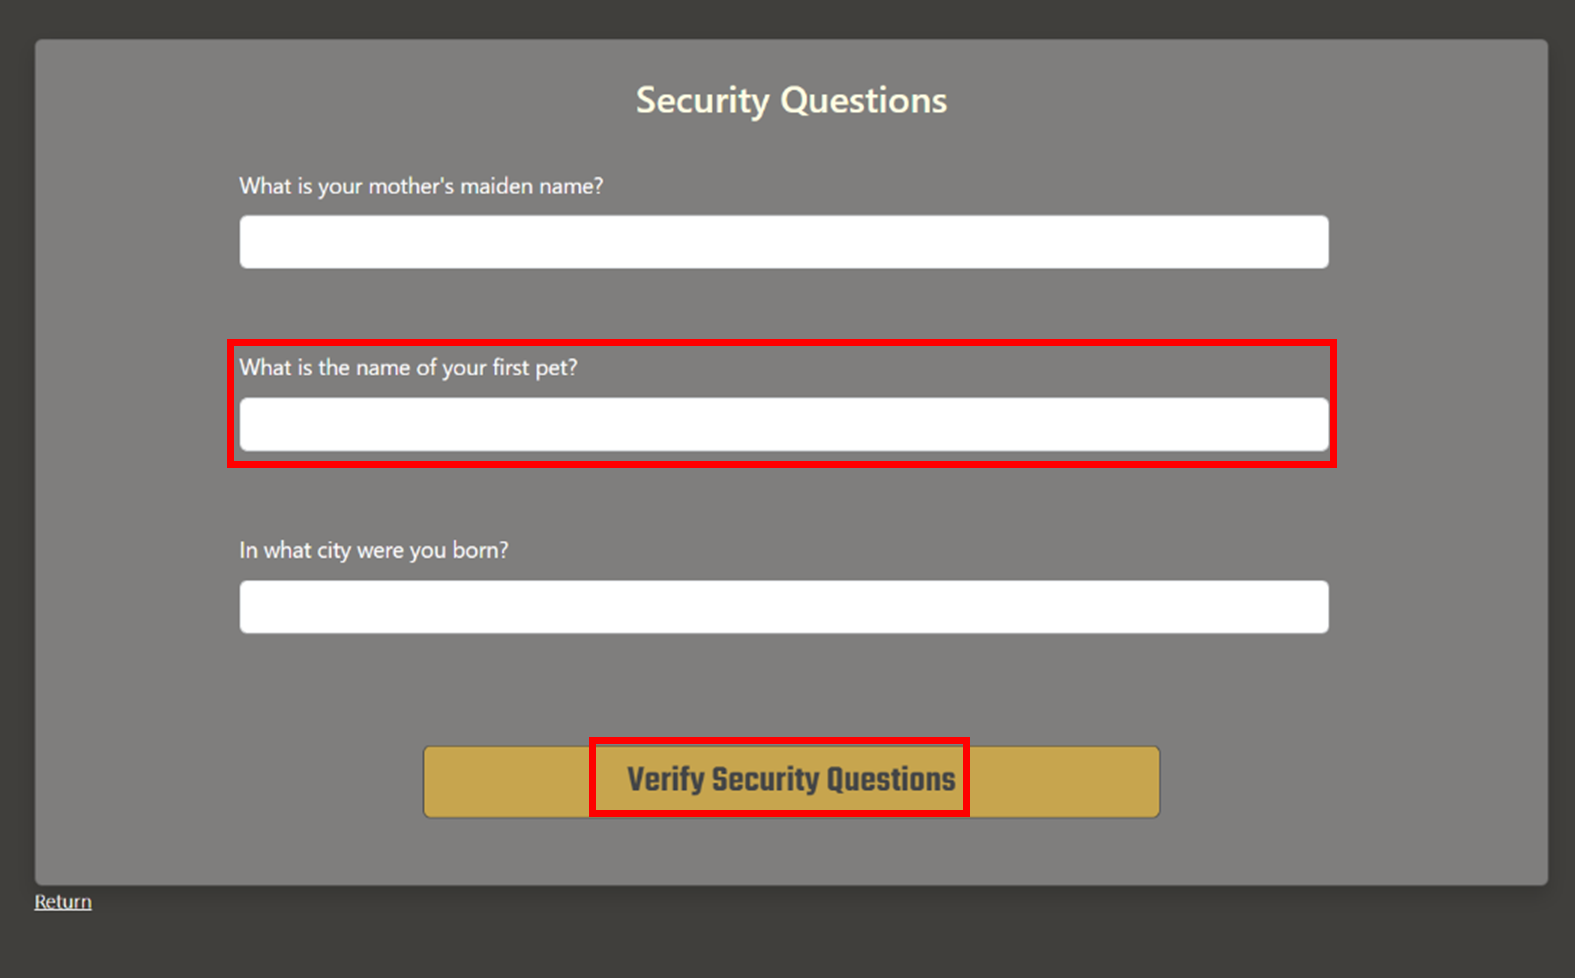 Security Questions
What is your mother's maiden name?
What is the name of your first pet?
In what city were you born?
Verify Security Questions
Return